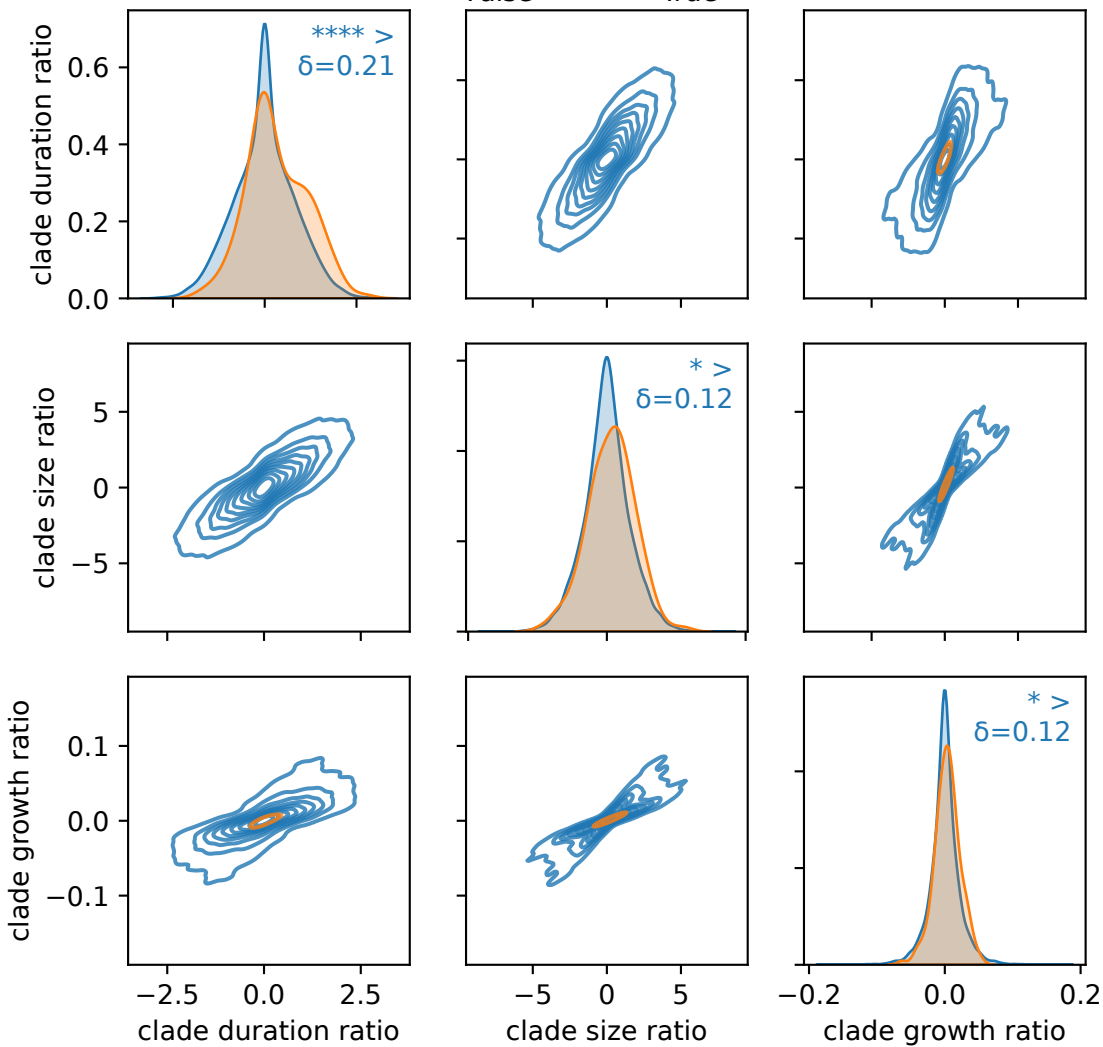 **** >
δ=0.21
clade duration ratio
0.6
0.4
0.2
0.0
* >
δ=0.12
clade size ratio
5
0
−5
* >
δ=0.12
clade growth ratio
0.1
0.0
−0.1
−2.5 0.0 2.5
−5 0 5
−0.2 0.0 0.2
clade duration ratio
clade size ratio
clade growth ratio